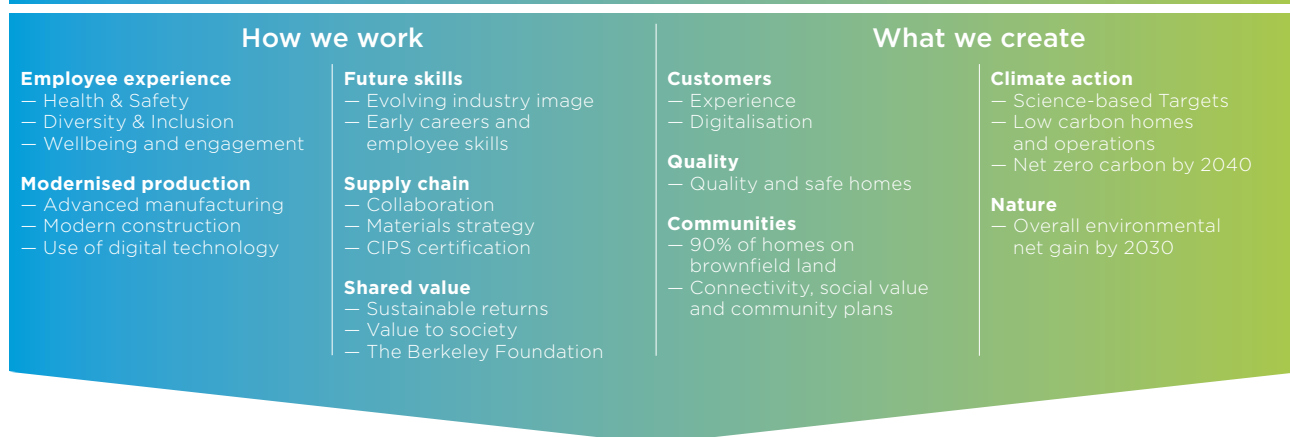 How we work
Employee experience
— Health & Safety
— Diversity & Inclusion
— Wellbeing and engagement
Modernised production
— Advanced manufacturing
— Modern construction
— Use of digital technology
Future skills
— Evolving industry image
— Early careers and
employee skills
Supply chain
— Collaboration
— Materials strategy
— CIPS certification
Shared value
— Sustainable returns
— Value to society
— The Berkeley Foundation
What we create
Customers
— Experience
— Digitalisation
Quality
— Quality and safe homes
Communities
— 90% of homes on
brownfield land
— Connectivity, social value
and community plans
Climate action
— Science-based Targets
— Low carbon homes
and operations
— Net zero carbon by 2040
Nature
— Overall environmental
net gain by 2030